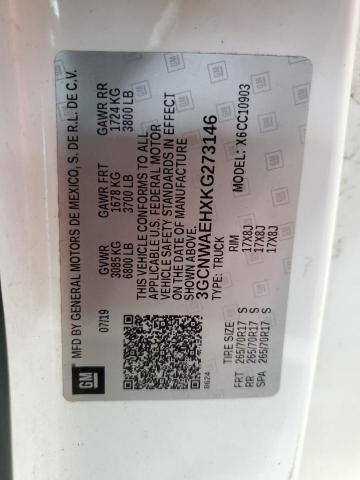 MFD BY GENERAL MOTORS DE MEXICO, S. DE R.L. DE C.V.
07/19 GVWR GAWR FRT GAWR RR
3085 KG 1678 KG 1724 KG
6800 LB 3700 LB 3800 LB
THIS VEHICLE CONFORMS TO ALL
APPLICABLE U.S. FEDERAL MOTOR
VEHICLE SAFETY STANDARDS IN EFFECT
ON THE DATE OF MANUFACTURE
SHOWN ABOVE.
3GCNWAEHXKG273146
TYPE: TRUCK MODEL: X6CC10903
GM
8624
TIRE SIZE RIM
FRT 265/70R17 S 17X8J
RR 265/70R17 S 17X8J
SPA 265/70R17 S 17X8J